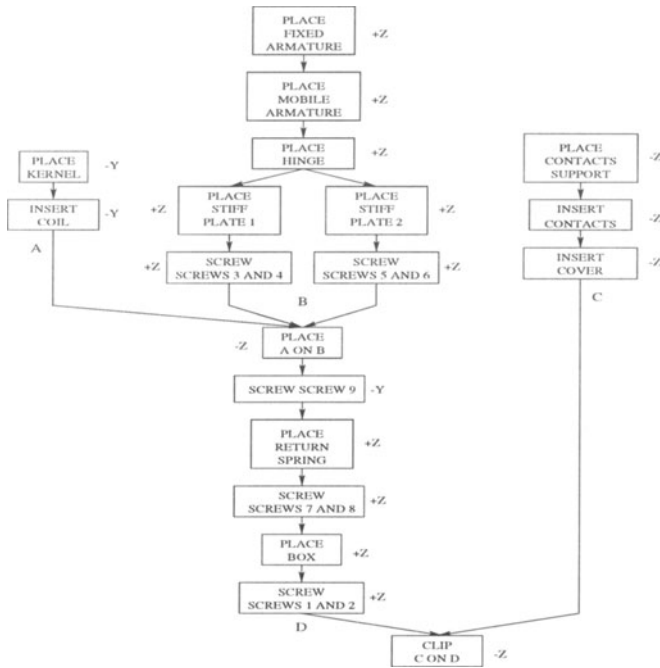 PLACE
FIXED
ARMATURE
+Z
PLACE
MOBILE
ARMATURE
+Z
PLACE
HINGE
+Z
PLACE
KERNEL
-Y
INSERT
COIL
-Y
A
+Z
PLACE
STIFF
PLATE 1
PLACE
STIFF
PLATE 2
+Z
+Z
SCREW
SCREWS 3 AND 4
SCREW
SCREWS 5 AND 6
+Z
B
PLACE
CONTACTS
SUPPORT
-Z
INSERT
CONTACTS
-Z
INSERT
COVER
-Z
C
-Z
PLACE
A ON B
SCREW SCREW 9
-Y
PLACE
RETURN
SPRING
+Z
SCREW
SCREWS 7 AND 8
+Z
PLACE
BOX
+Z
SCREW
SCREWS 1 AND 2
+Z
D
CLIP
C ON D
-Z